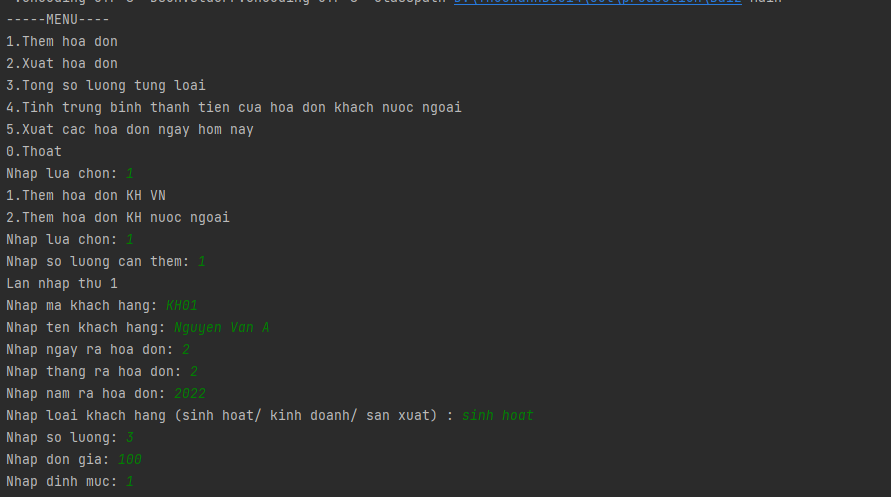 -----MENU----
1.Them hoa don
2.Xuat hoa don
3.Tong so luong tung loai
4.Tinh trung binh thanh tien cua hoa don khach nuoc ngoai
5.Xuat cac hoa don ngay hom nay
0.Thoat
Nhap lua chon: 1
1.Them hoa don KH VN
2.Them hoa don KH nuoc ngoai
Nhap lua chon: 1
Nhap so luong can them: 1
Lan nhap thu 1
Nhap ma khach hang: KH01
Nhap ten khach hang: Nguyen Van A
Nhap ngay ra hoa don: 2
Nhap thang ra hoa don: 2
Nhap nam ra hoa don: 2022
Nhap loai khach hang (sinh hoat/ kinh doanh/ san xuat) : sinh hoat
Nhap so luong: 3
Nhap don gia: 100
Nhap dinh muc: 1